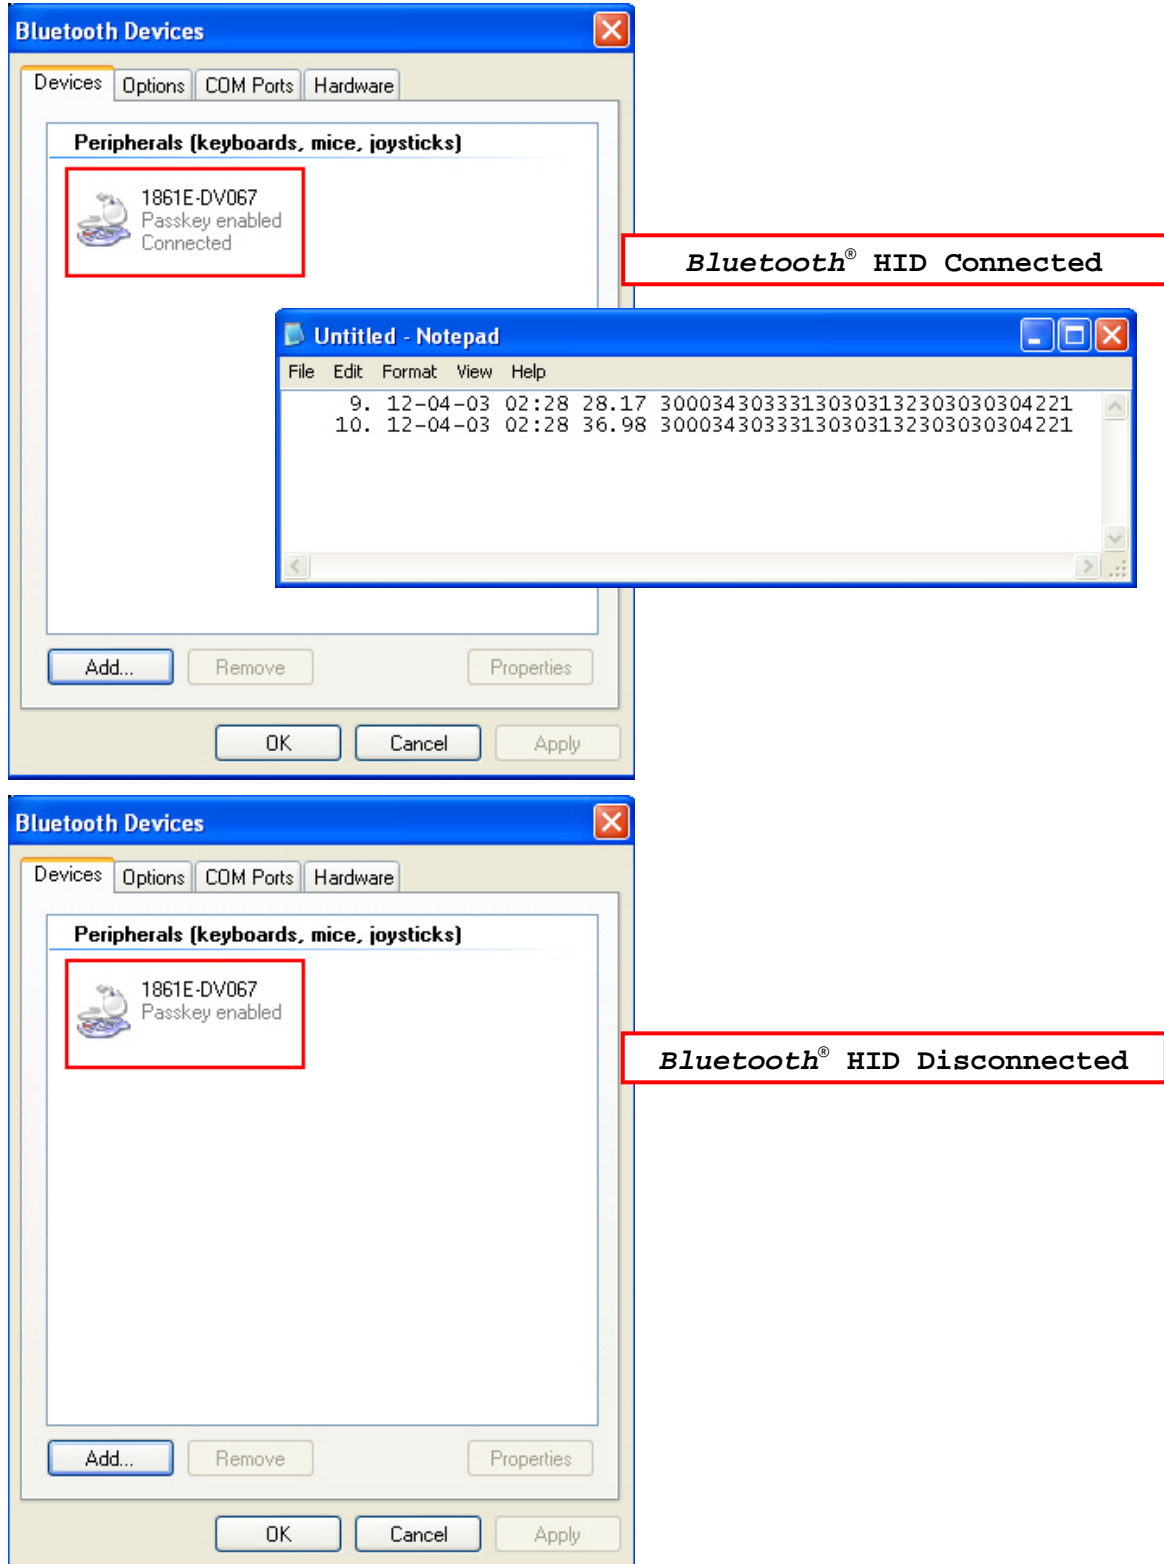 Bluetooth Devices
Devices Options COM Ports Hardware
Peripherals (keyboards, mice, joysticks)
1861E-DV067
Passkey enabled
Connected
Bluetooth® HID Connected
Untitled - Notepad
File Edit Format View Help
9. 12-04-03 02:28 28.17 30003430333130303132303030304221
10. 12-04-03 02:28 36.98 30003430333130303132303030304221
Add... Remove Properties
OK Cancel Apply
Bluetooth Devices
Devices Options COM Ports Hardware
Peripherals (keyboards, mice, joysticks)
1861E-DV067
Passkey enabled
Bluetooth® HID Disconnected
Add... Remove Properties
OK Cancel Apply